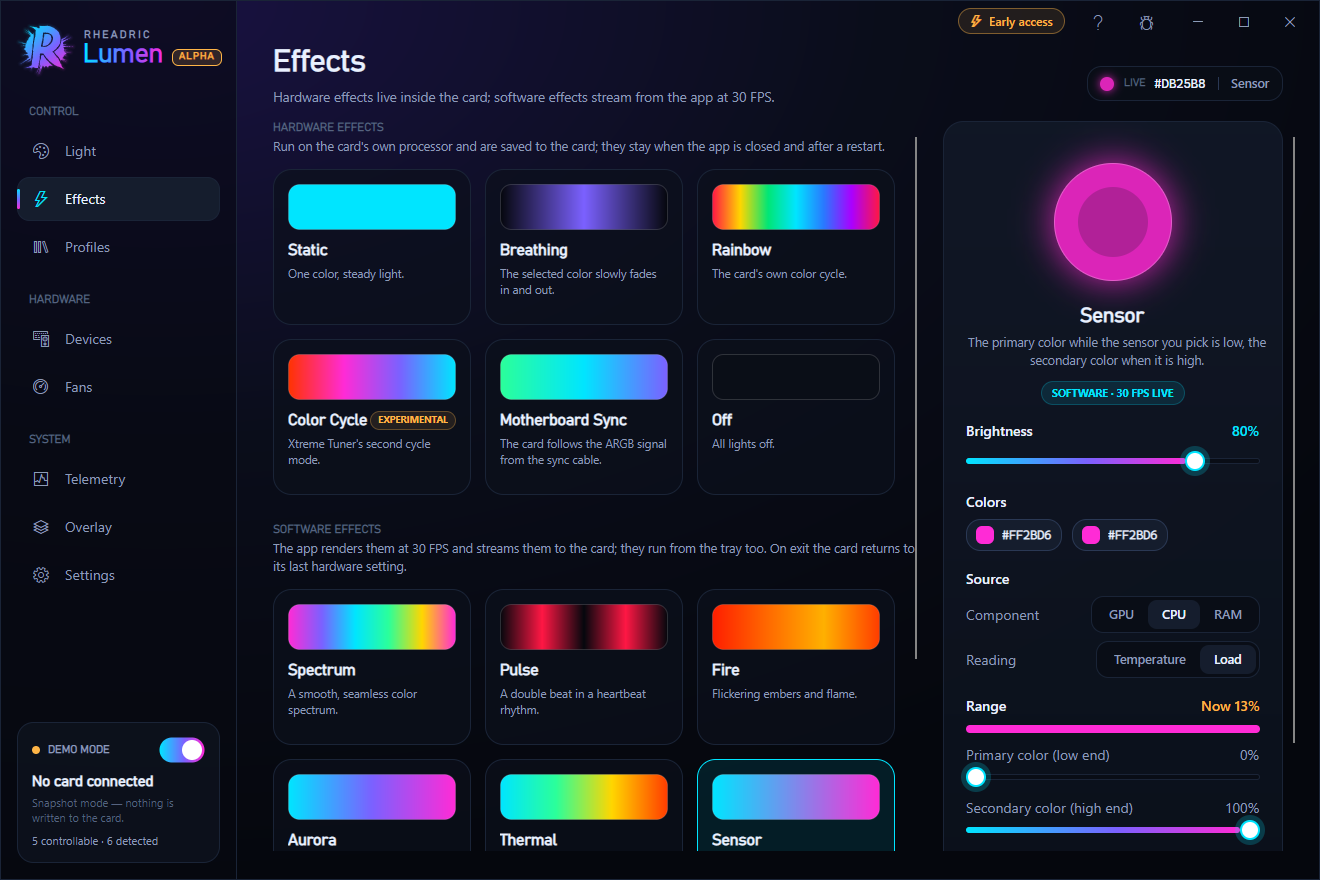 RHEADRIC
Lumen ALPHA
CONTROL
Light
Effects
Profiles
HARDWARE
Devices
Fans
SYSTEM
Telemetry
Overlay
Settings
DEMO MODE
No card connected
Snapshot mode — nothing is
written to the card.
5 controllable · 6 detected
Early access
Effects
Hardware effects live inside the card; software effects stream from the app at 30 FPS.
LIVE #DB25B8 Sensor
HARDWARE EFFECTS
Run on the card's own processor and are saved to the card; they stay when the app is closed and after a restart.
Static
One color, steady light.
Breathing
The selected color slowly fades
in and out.
Rainbow
The card's own color cycle.
Color Cycle EXPERIMENTAL
Xtreme Tuner's second cycle
mode.
Motherboard Sync
The card follows the ARGB signal
from the sync cable.
Off
All lights off.
SOFTWARE EFFECTS
The app renders them at 30 FPS and streams them to the card; they run from the tray too. On exit the card returns to
its last hardware setting.
Spectrum
A smooth, seamless color
spectrum.
Pulse
A double beat in a heartbeat
rhythm.
Fire
Flickering embers and flame.
Aurora
Thermal
Sensor
Sensor
The primary color while the sensor you pick is low, the
secondary color when it is high.
SOFTWARE · 30 FPS LIVE
Brightness 80%
Colors
#FF2BD6 #FF2BD6
Source
Component GPU CPU RAM
Reading Temperature Load
Range Now 13%
Primary color (low end) 0%
Secondary color (high end) 100%